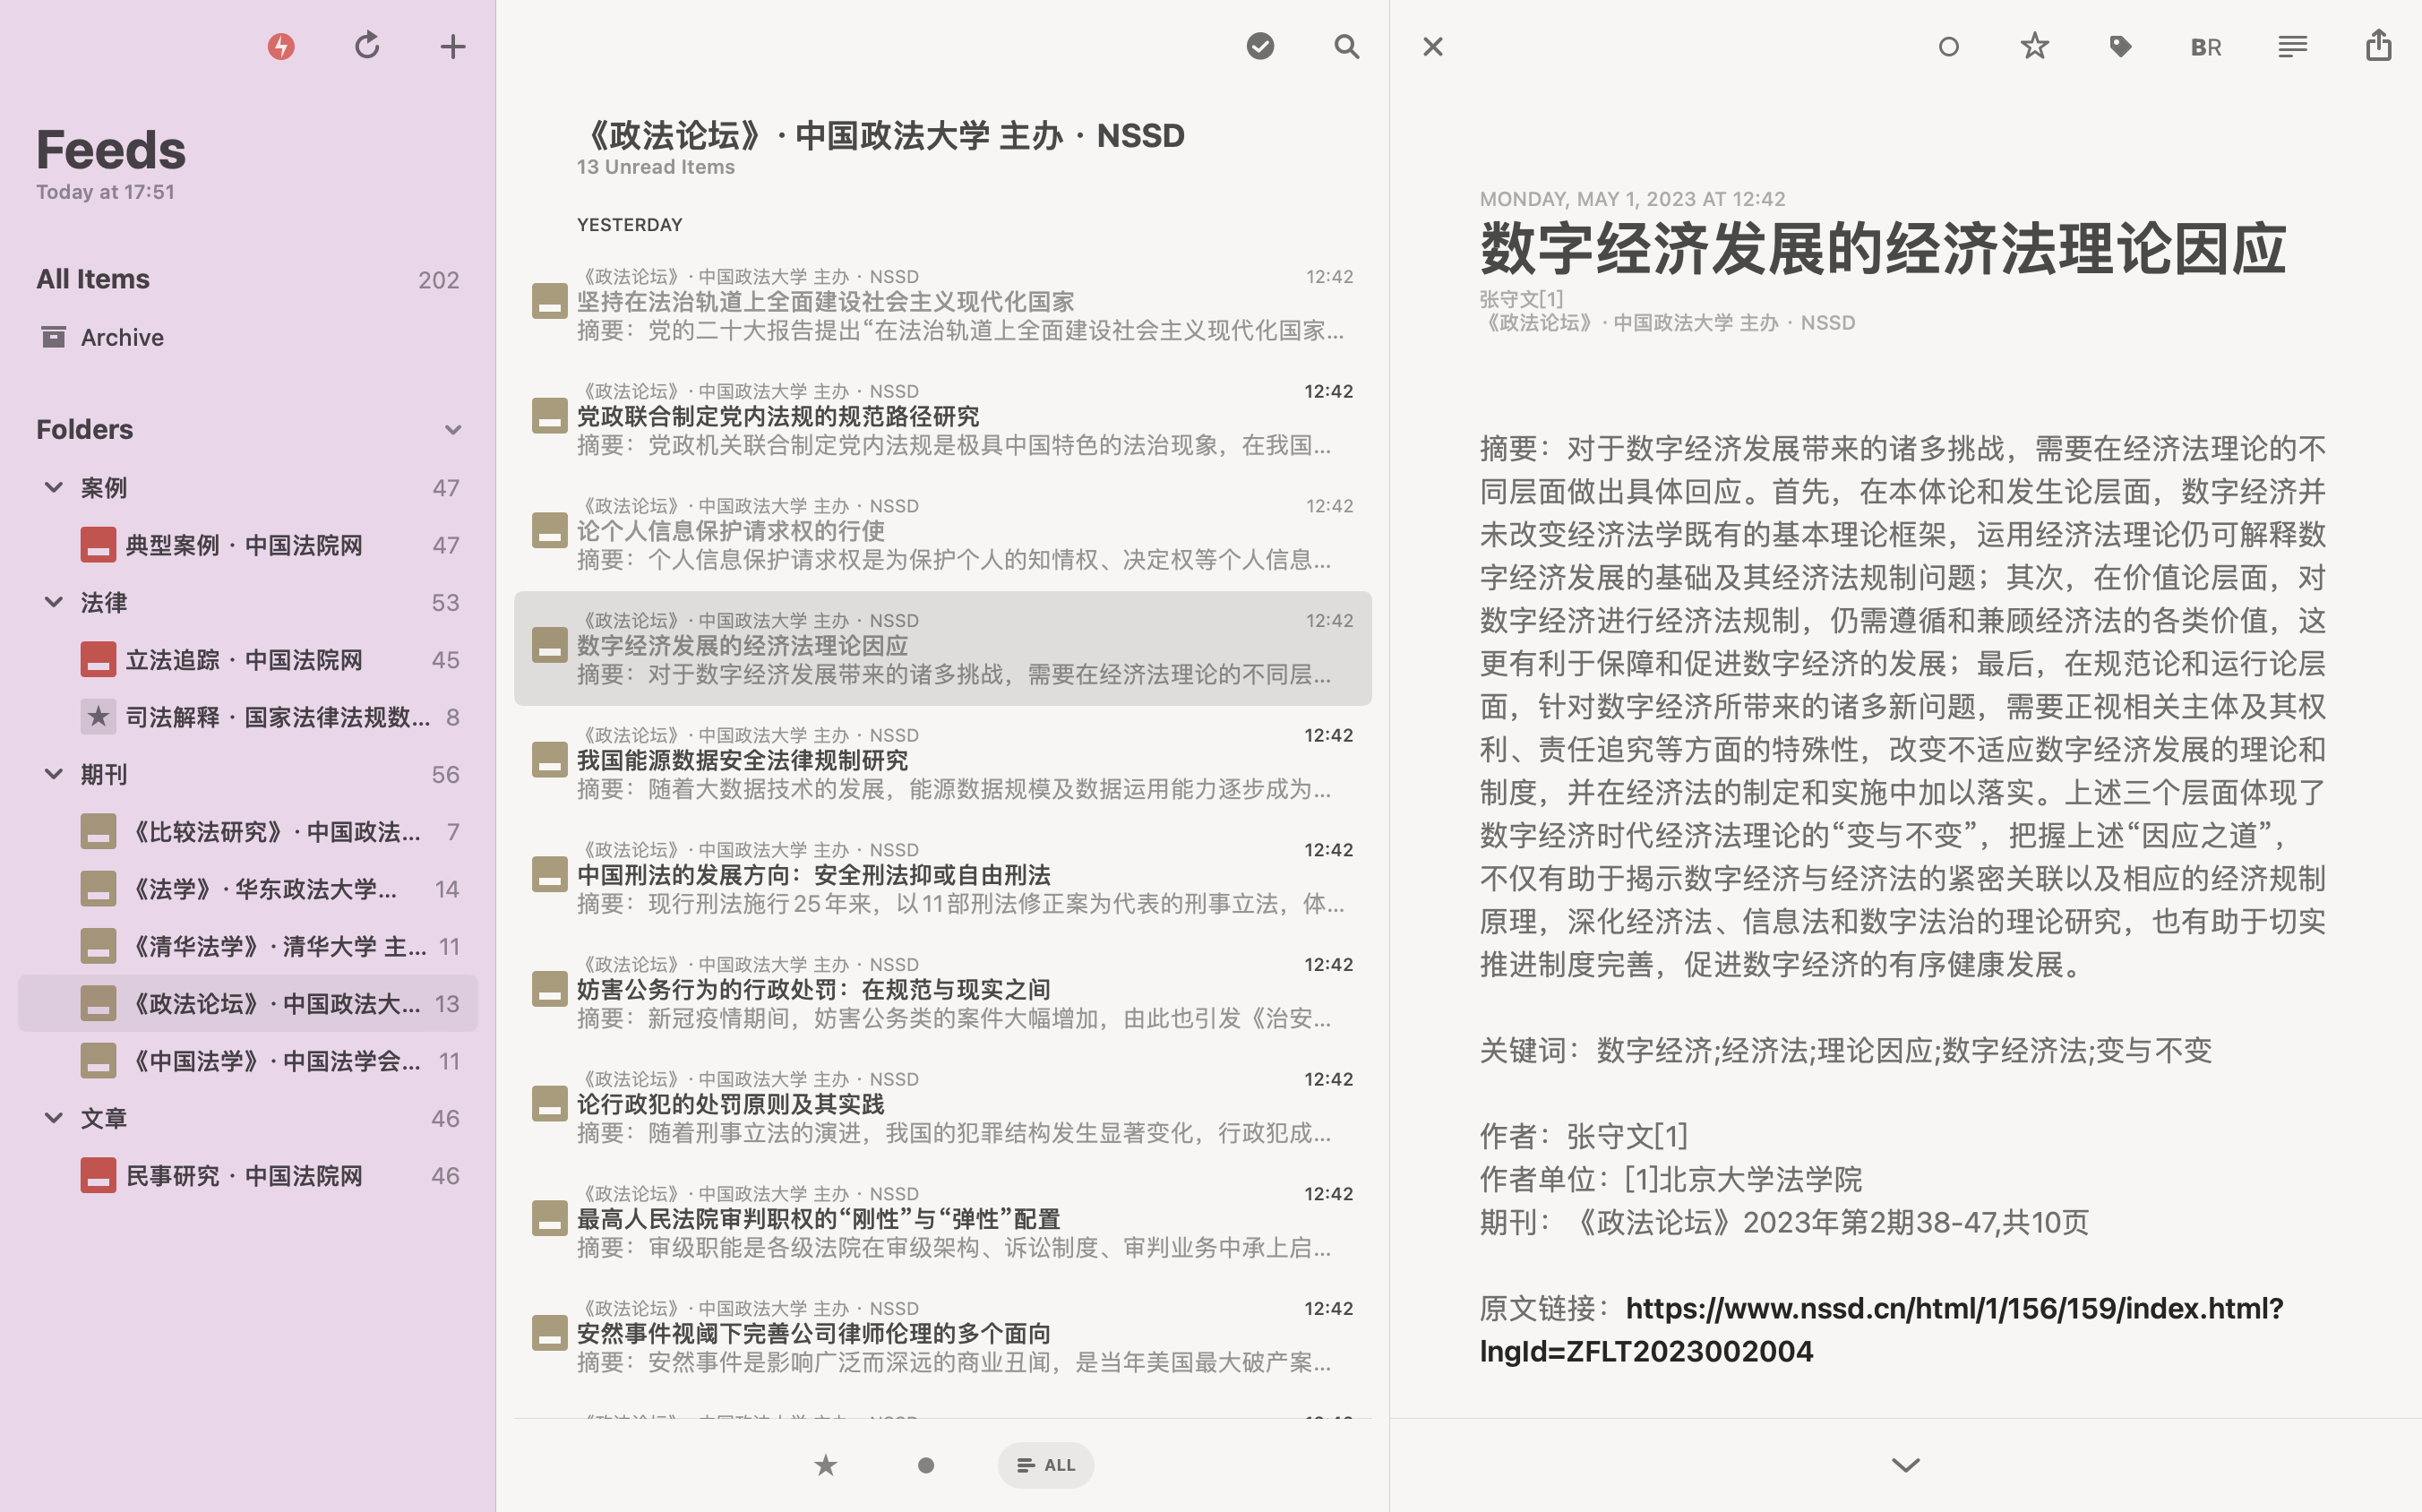 Feeds
Today at 17:51
All Items 202
Archive
Folders
案例 47
典型案例 · 中国法院网 47
法律 53
立法追踪 · 中国法院网 45
司法解释 · 国家法律法规数... 8
期刊 56
《比较法研究》· 中国政法... 7
《法学》· 华东政法大学... 14
《清华法学》· 清华大学 主... 11
《政法论坛》· 中国政法大... 13
《中国法学》· 中国法学会... 11
文章 46
民事研究 · 中国法院网 46
《政法论坛》· 中国政法大学 主办 · NSSD
13 Unread Items
YESTERDAY
《政法论坛》· 中国政法大学 主办 · NSSD 12:42
坚持在法治轨道上全面建设社会主义现代化国家
摘要：党的二十大报告提出“在法治轨道上全面建设社会主义现代化国家...
《政法论坛》· 中国政法大学 主办 · NSSD 12:42
党政联合制定党内法规的规范路径研究
摘要：党政机关联合制定党内法规是极具中国特色的法治现象，在我国...
《政法论坛》· 中国政法大学 主办 · NSSD 12:42
论个人信息保护请求权的行使
摘要：个人信息保护请求权是为保护个人的知情权、决定权等个人信息...
《政法论坛》· 中国政法大学 主办 · NSSD 12:42
数字经济发展的经济法理论因应
摘要：对于数字经济发展带来的诸多挑战，需要在经济法理论的不同层...
《政法论坛》· 中国政法大学 主办 · NSSD 12:42
我国能源数据安全法律规制研究
摘要：随着大数据技术的发展，能源数据规模及数据运用能力逐步成为...
《政法论坛》· 中国政法大学 主办 · NSSD 12:42
中国刑法的发展方向：安全刑法抑或自由刑法
摘要：现行刑法施行25年来，以11部刑法修正案为代表的刑事立法，体...
《政法论坛》· 中国政法大学 主办 · NSSD 12:42
妨害公务行为的行政处罚：在规范与现实之间
摘要：新冠疫情期间，妨害公务类的案件大幅增加，由此也引发《治安...
《政法论坛》· 中国政法大学 主办 · NSSD 12:42
论行政犯的处罚原则及其实践
摘要：随着刑事立法的演进，我国的犯罪结构发生显著变化，行政犯成...
《政法论坛》· 中国政法大学 主办 · NSSD 12:42
最高人民法院审判职权的“刚性”与“弹性”配置
摘要：审级职能是各级法院在审级架构、诉讼制度、审判业务中承上启...
《政法论坛》· 中国政法大学 主办 · NSSD 12:42
安然事件视阈下完善公司律师伦理的多个面向
摘要：安然事件是影响广泛而深远的商业丑闻，是当年美国最大破产案...
ALL
BR
MONDAY, MAY 1, 2023 AT 12:42
数字经济发展的经济法理论因应
张守文[1]
《政法论坛》· 中国政法大学 主办 · NSSD
摘要：对于数字经济发展带来的诸多挑战，需要在经济法理论的不
同层面做出具体回应。首先，在本体论和发生论层面，数字经济并
未改变经济法学既有的基本理论框架，运用经济法理论仍可解释数
字经济发展的基础及其经济法规制问题；其次，在价值论层面，对
数字经济进行经济法规制，仍需遵循和兼顾经济法的各类价值，这
更有利于保障和促进数字经济的发展；最后，在规范论和运行论层
面，针对数字经济所带来的诸多新问题，需要正视相关主体及其权
利、责任追究等方面的特殊性，改变不适应数字经济发展的理论和
制度，并在经济法的制定和实施中加以落实。上述三个层面体现了
数字经济时代经济法理论的“变与不变”，把握上述“因应之道”，
不仅有助于揭示数字经济与经济法的紧密关联以及相应的经济规制
原理，深化经济法、信息法和数字法治的理论研究，也有助于切实
推进制度完善，促进数字经济的有序健康发展。
关键词：数字经济;经济法;理论因应;数字经济法;变与不变
作者：张守文[1]
作者单位：[1]北京大学法学院
期刊：《政法论坛》2023年第2期38-47,共10页
原文链接：https://www.nssd.cn/html/1/156/159/index.html?
lngId=ZFLT2023002004